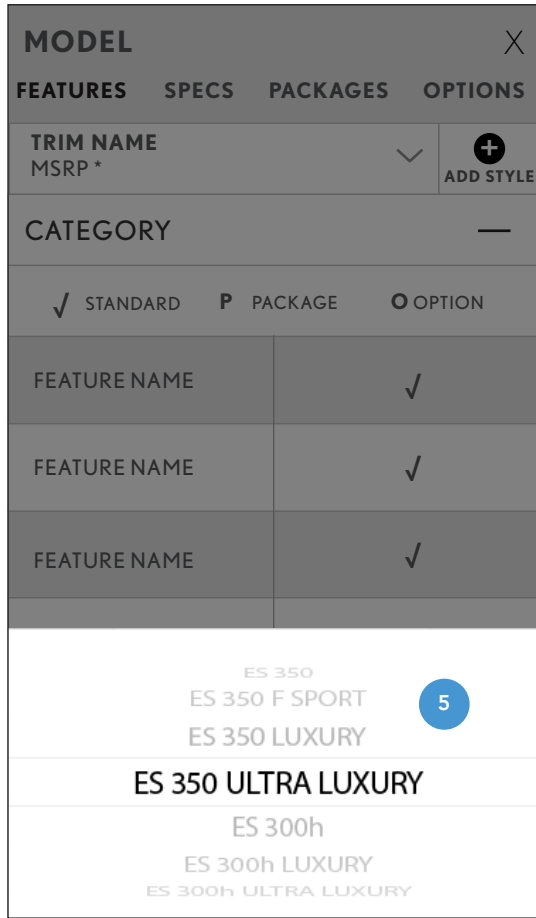 MODEL X
FEATURES SPECS PACKAGES OPTIONS
TRIM NAME
MSRP *
ADD STYLE
CATEGORY —
√ STANDARD P PACKAGE O OPTION
FEATURE NAME √
FEATURE NAME √
FEATURE NAME √
ES 350
ES 350 F SPORT
5
ES 350 LUXURY
ES 350 ULTRA LUXURY
ES 300h
ES 300h LUXURY
ES 300h ULTRA LUXURY